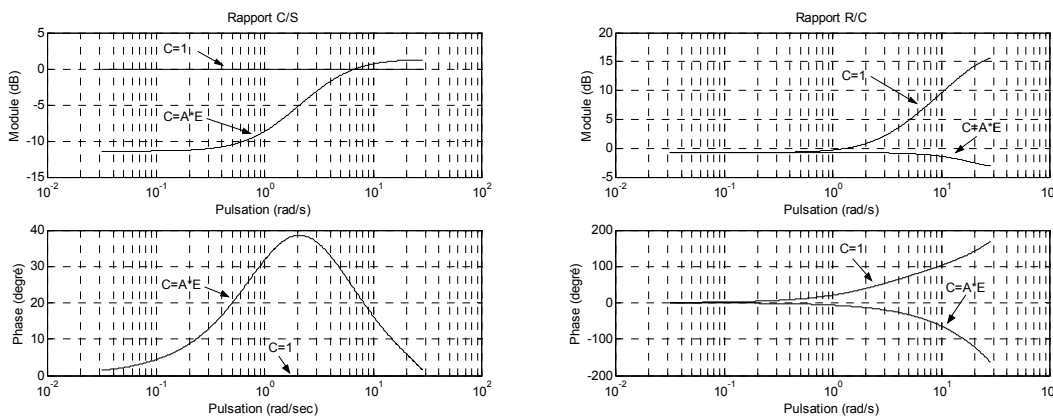 Rapport C/S
5
0
-5
-10
-15
Module (dB)
C=1
C=A*E
10^-2 10^-1 10^0 10^1 10^2
Pulsation (rad/s)
40
30
20
10
0
Phase (degré)
C=A*E
C=1
10^-2 10^-1 10^0 10^1 10^2
Pulsation (rad/sec)
Rapport R/C
20
15
10
5
0
-5
Module (dB)
C=1
C=A*E
10^-2 10^-1 10^0 10^1 10^2
Pulsation (rad/s)
200
100
0
-100
-200
Phase (degré)
C=1
C=A*E
10^-2 10^-1 10^0 10^1 10
Pulsation (rad/s)